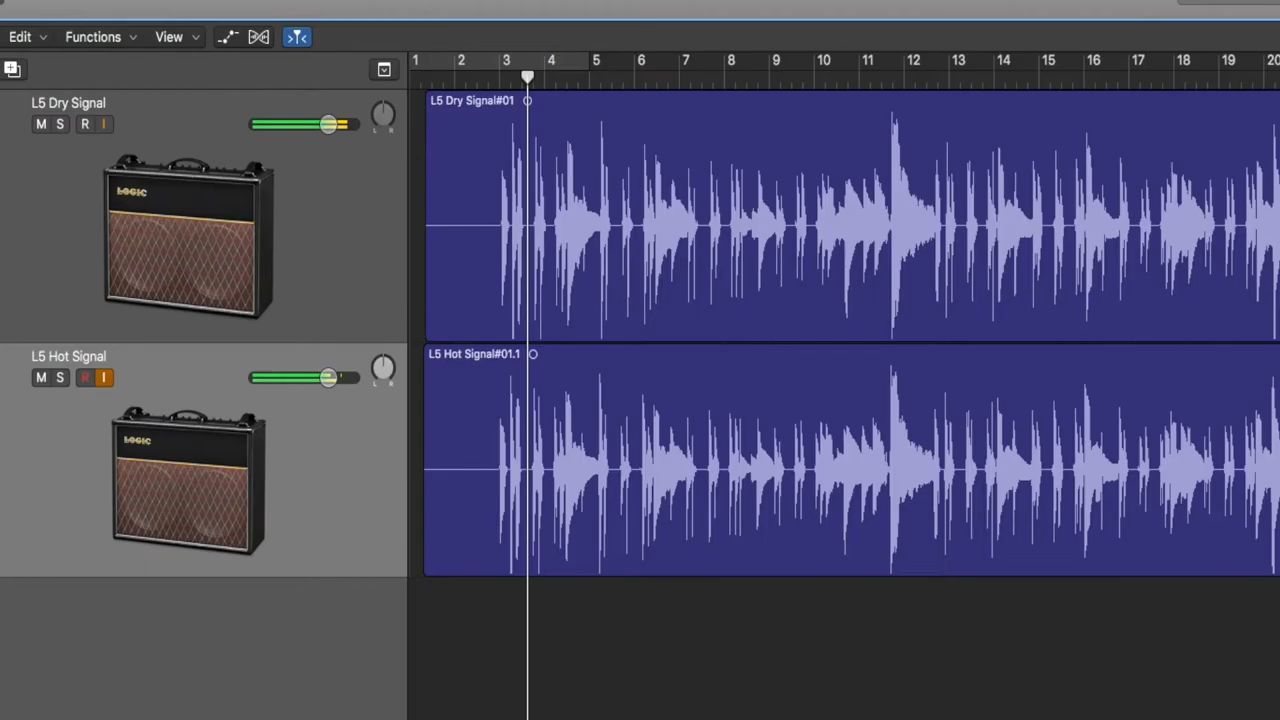 Edit Functions View
1 2 3 4 5 6 7 8 9 10 11 12 13 14 15 16 17 18 19 20
L5 Dry Signal
M S R I
L R
LOGIC
L5 Dry Signal#01
L5 Hot Signal
M S R I
L R
LOGIC
L5 Hot Signal#01.1